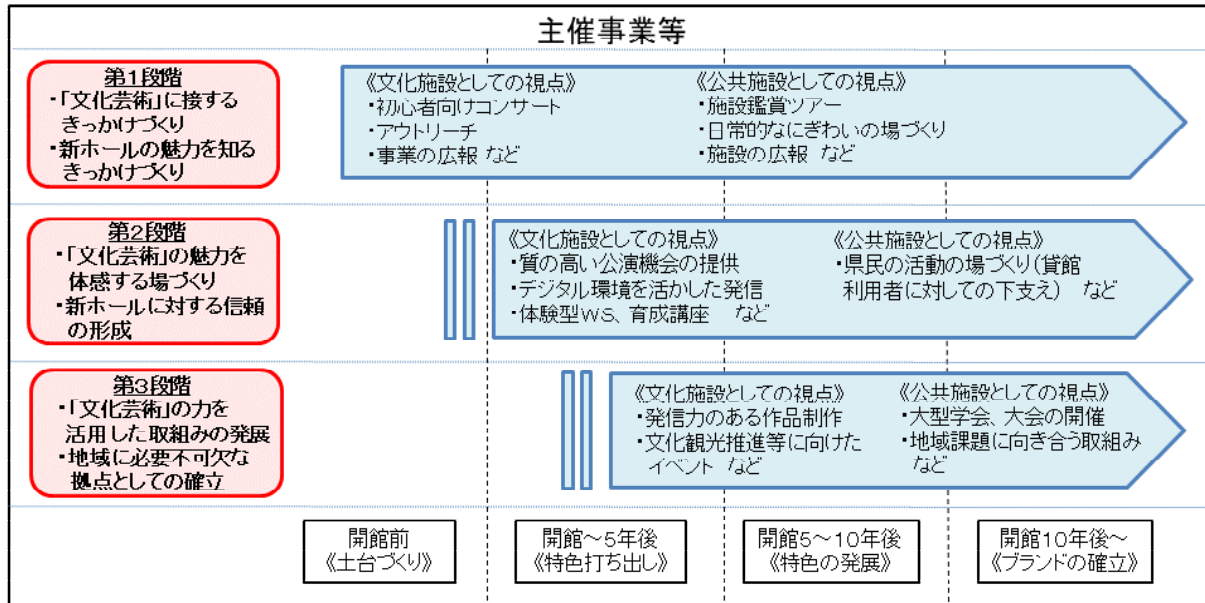 主催事業等
第1段階
・「文化芸術」に接する
きっかけづくり
・新ホールの魅力を知る
きっかけづくり
《文化施設としての視点》
・初心者向けコンサート
・アウトリーチ
・事業の広報 など
《公共施設としての視点》
・施設鑑賞ツアー
・日常的なにぎわいの場づくり
・施設の広報 など
第2段階
・「文化芸術」の魅力を
体感する場づくり
・新ホールに対する信頼
の形成
《文化施設としての視点》
・質の高い公演機会の提供
・デジタル環境を活かした発信
・体験型WS、育成講座 など
《公共施設としての視点》
・県民の活動の場づくり(貸館
利用者に対しての下支え) など
第3段階
・「文化芸術」の力を
活用した取組みの発展
・地域に必要不可欠な
拠点としての確立
《文化施設としての視点》
・発信力のある作品制作
・文化観光推進等に向けた
イベント など
《公共施設としての視点》
・大型学会、大会の開催
・地域課題に向き合う取組み
など
開館前
《土台づくり》
開館～5年後
《特色打ち出し》
開館5～10年後
《特色の発展》
開館10年後～
《ブランドの確立》